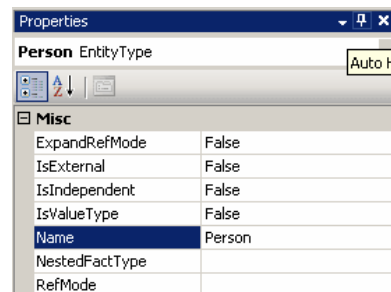 Properties
Person EntityType
Auto H
Misc
ExpandRefMode False
IsExternal False
IsIndependent False
IsValueType False
Name Person
NestedFactType
RefMode